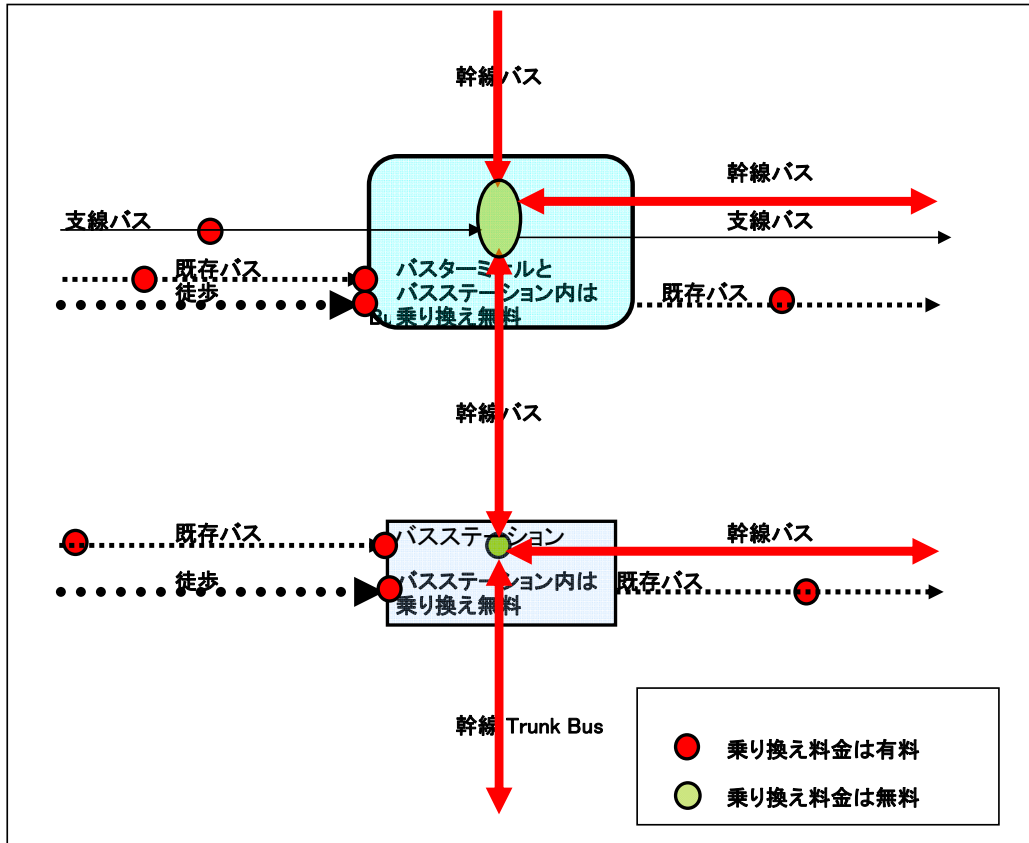 幹線バス
幹線バス
支線バス
支線バス
既存バス
徒歩
バスターミナルと
バスステーション内は
乗り換え無料
既存バス
幹線バス
既存バス
バスステーション
幹線バス
徒歩
バスステーション内は
乗り換え無料
既存バス
幹線 Trunk Bus
乗り換え料金は有料
乗り換え料金は無料